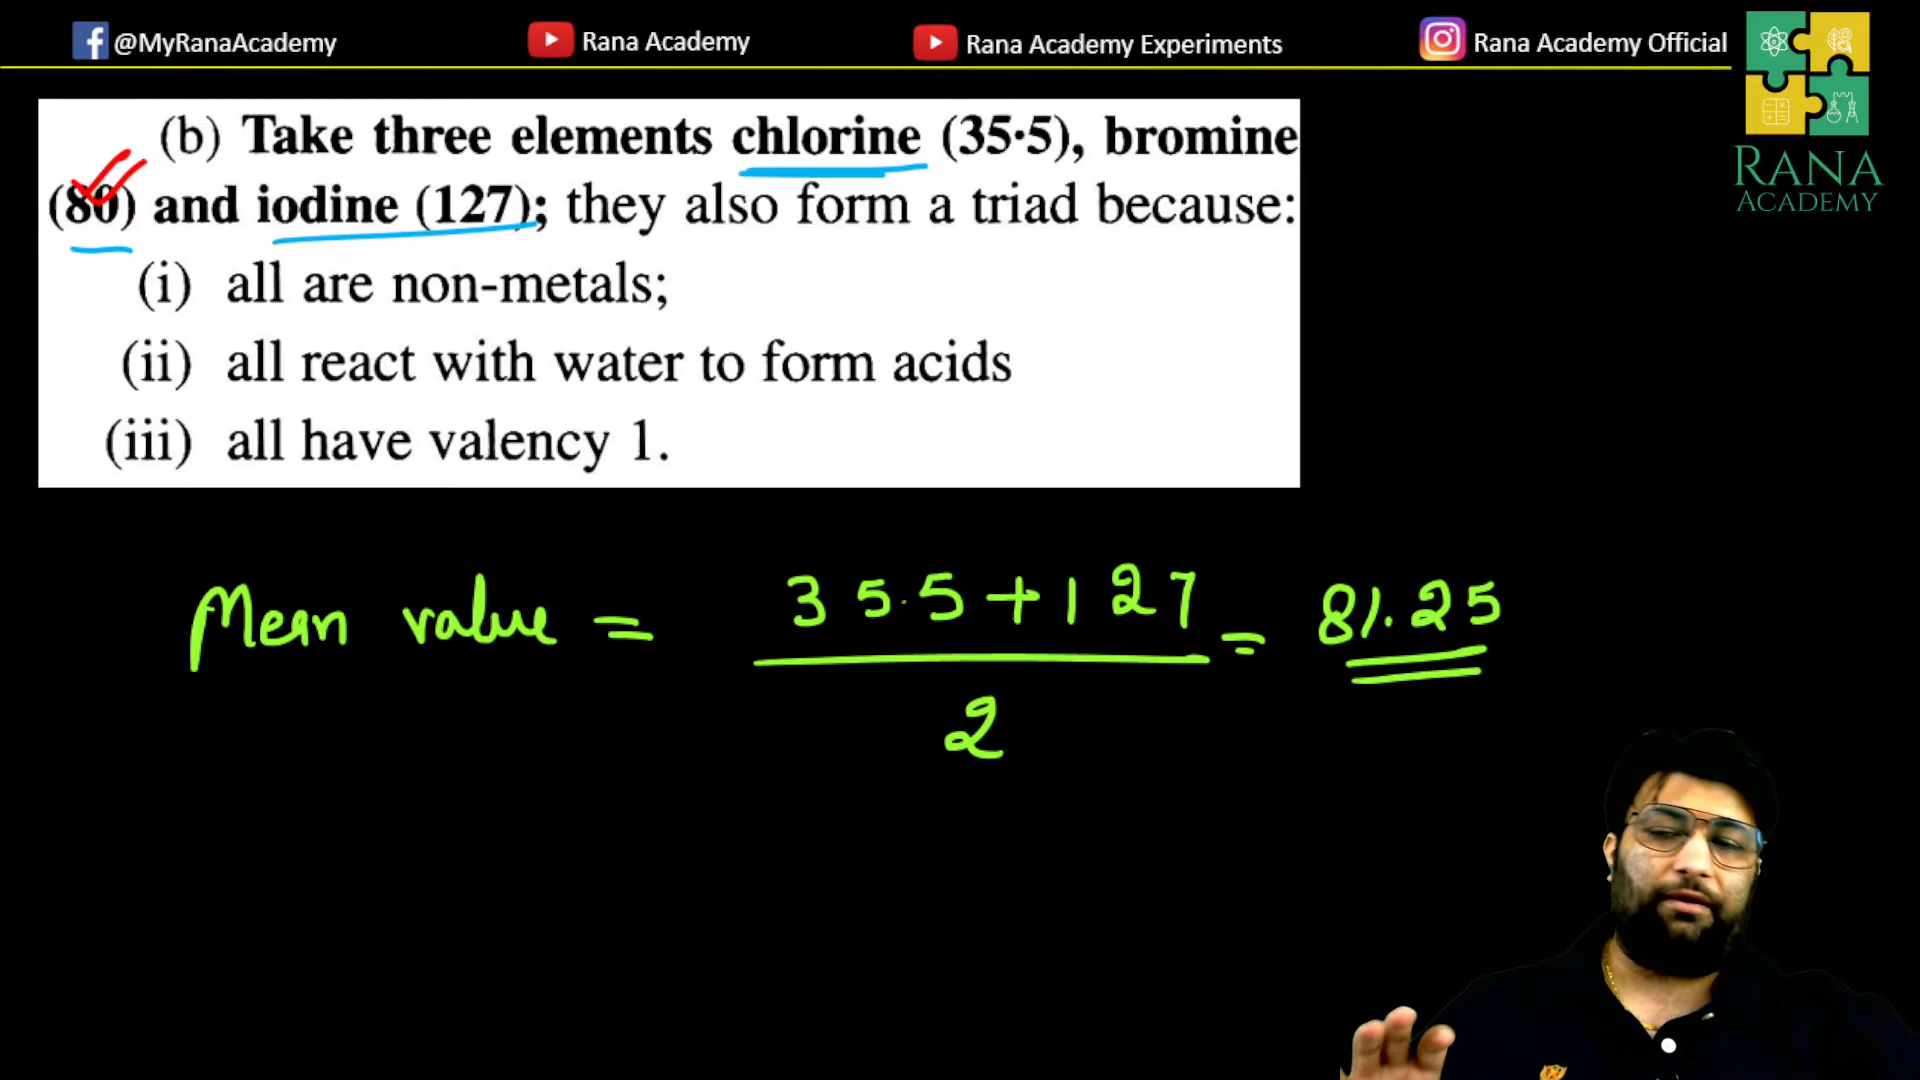 @MyRanaAcademy
Rana Academy
Rana Academy Experiments
Rana Academy Official
RANA
ACADEMY
(b) Take three elements chlorine (35·5), bromine
(80) and iodine (127); they also form a triad because:
(i) all are non-metals;
(ii) all react with water to form acids
(iii) all have valency 1.
Mean value = 35.5+127 = 81.25
2